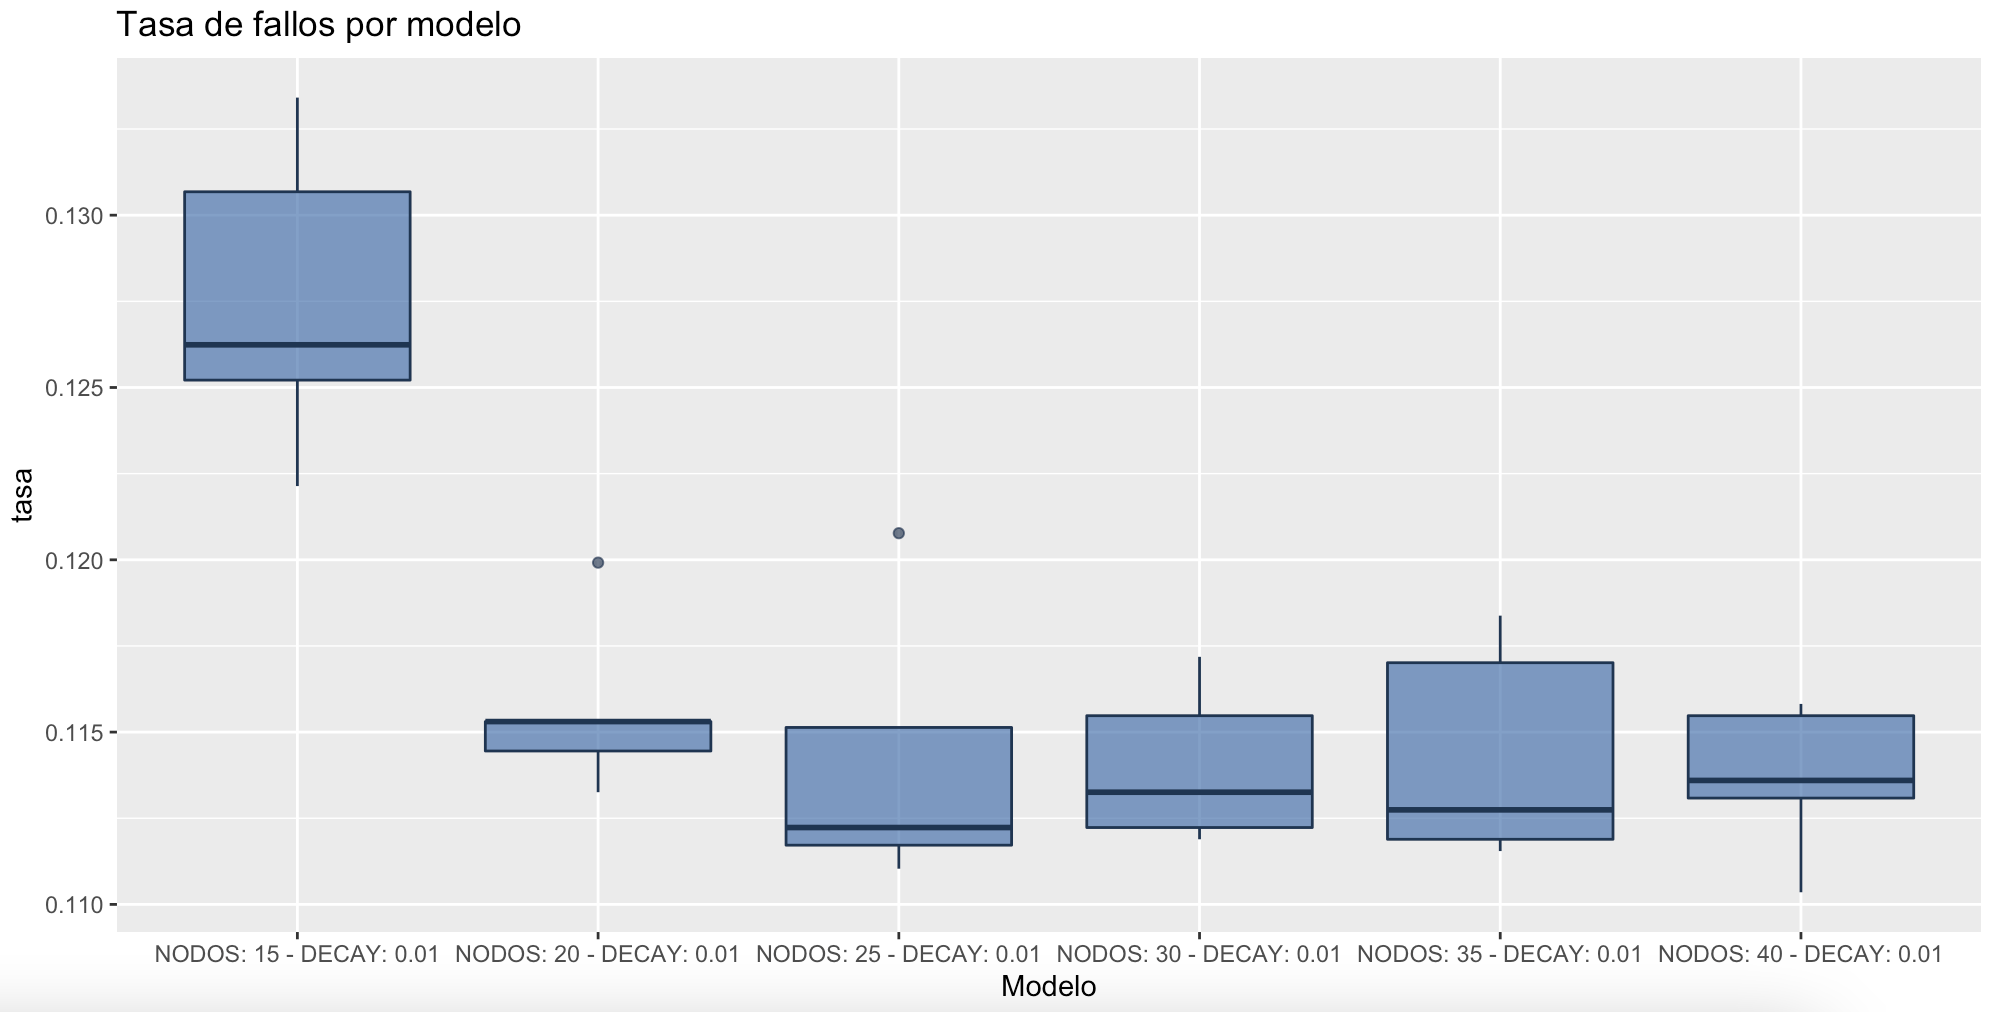 Tasa de fallos por modelo
0.130
0.125
0.120
0.115
0.110
tasa
NODOS: 15 - DECAY: 0.01
NODOS: 20 - DECAY: 0.01
NODOS: 25 - DECAY: 0.01
NODOS: 30 - DECAY: 0.01
NODOS: 35 - DECAY: 0.01
NODOS: 40 - DECAY: 0.01
Modelo